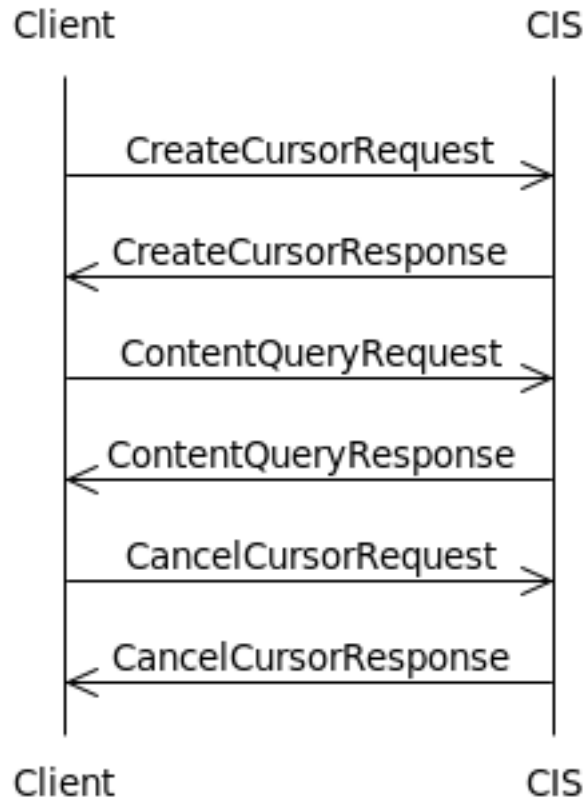 Client CIS
CreateCursorRequest
CreateCursorResponse
ContentQueryRequest
ContentQueryResponse
CancelCursorRequest
CancelCursorResponse
Client CIS